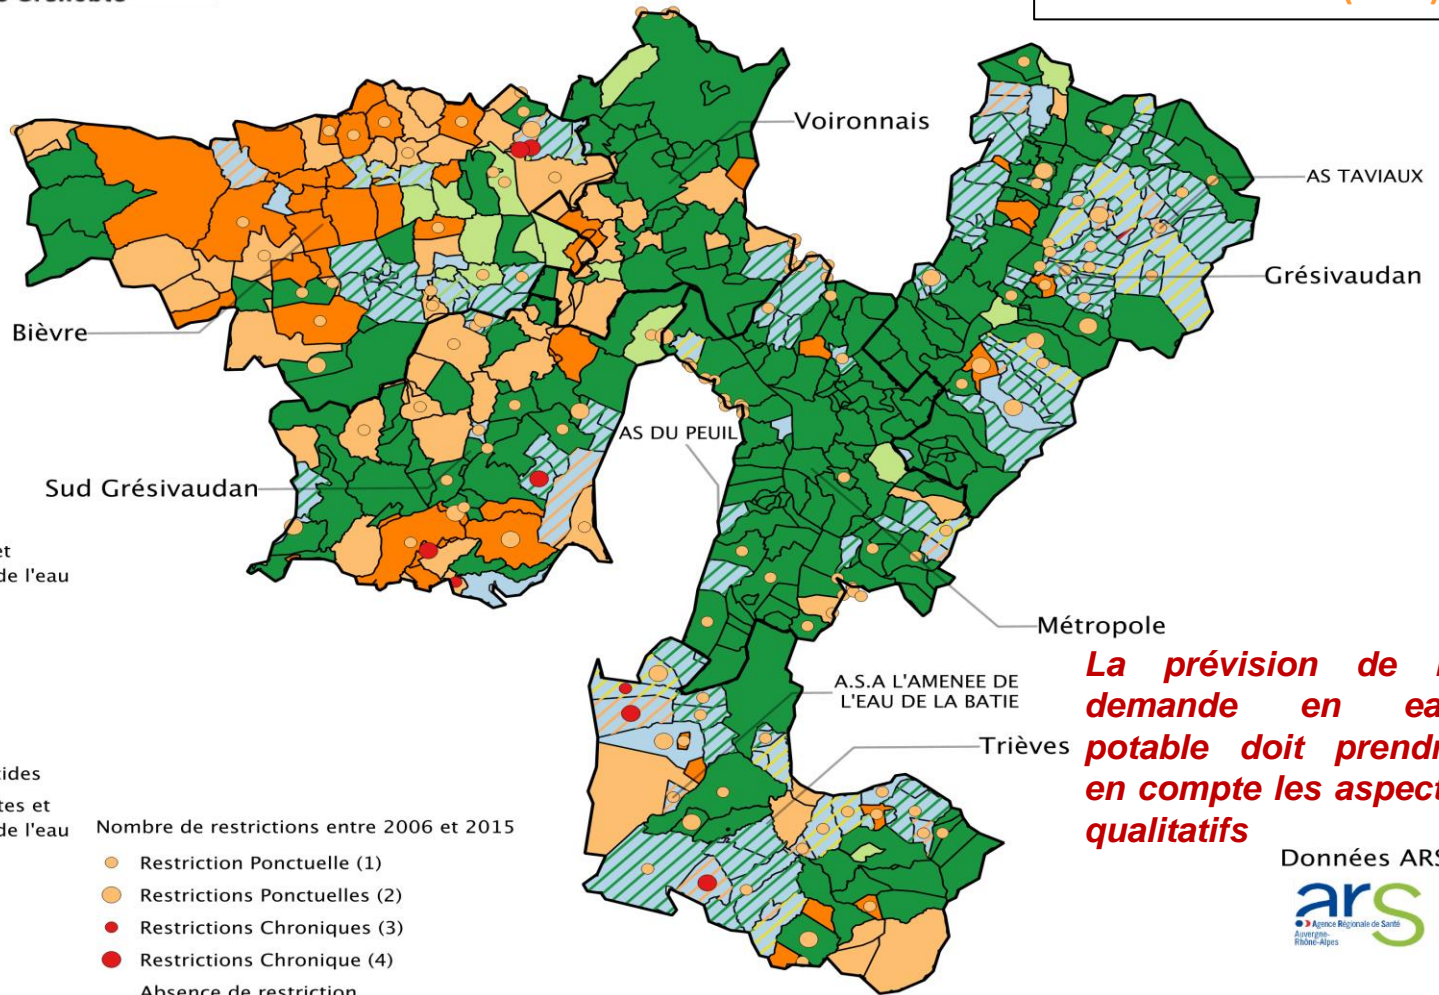 Voironnais
AS TAVIAUX
Grésivaudan
Bièvre
AS DU PEUIL
Sud Grésivaudan
et
de l'eau
Métropole
La prévision de
demande en
potable doit
en compte les
qualitatifs
A.S.A L'AMENEE DE
L'EAU DE LA BATIE
Trièves
et
de l'eau
Nombre de restrictions entre 2006 et 2015
Restriction Ponctuelle (1)
Restrictions Ponctuelles (2)
Restrictions Chroniques (3)
Restrictions Chronique (4)
Absence de restriction
Données ARS
ars
Agence Régionale de Santé
Auvergne-
Rhône-Alpes